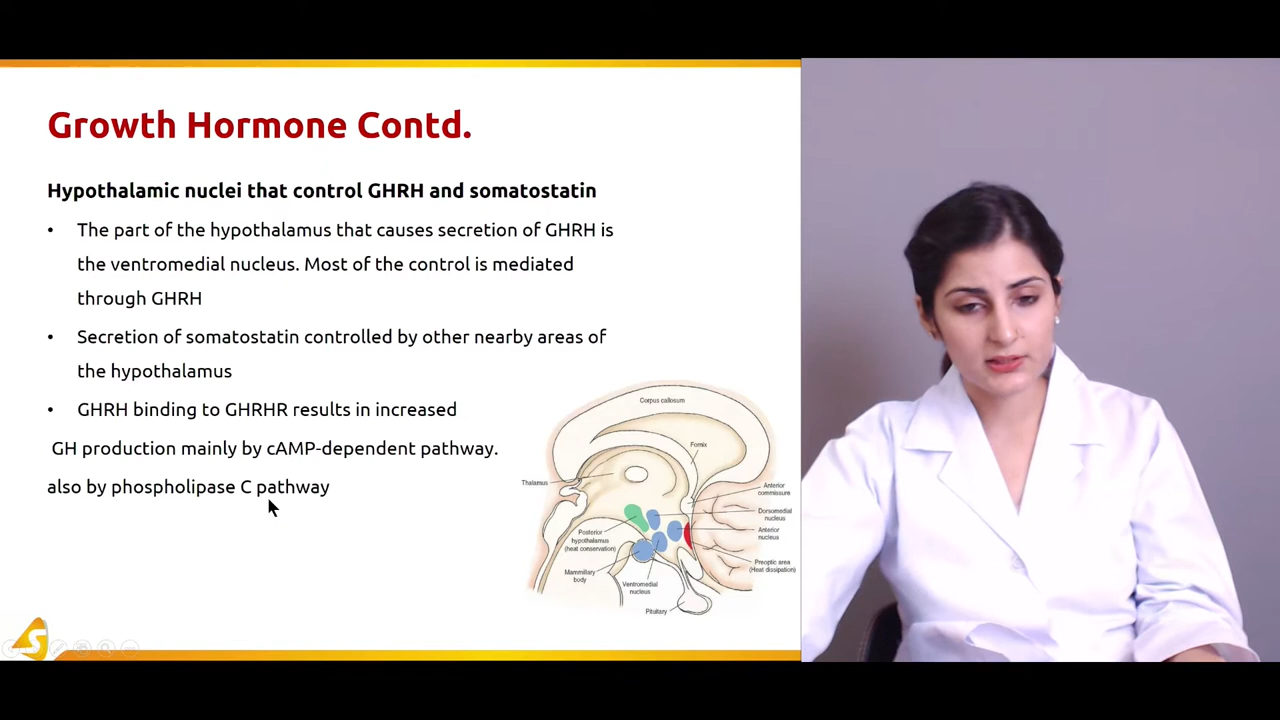 Growth Hormone Contd.
Hypothalamic nuclei that control GHRH and somatostatin
• The part of the hypothalamus that causes secretion of GHRH is
the ventromedial nucleus. Most of the control is mediated
through GHRH
• Secretion of somatostatin controlled by other nearby areas of
the hypothalamus
• GHRH binding to GHRHR results in increased
GH production mainly by cAMP-dependent pathway.
also by phospholipase C pathway
Corpus callosum
Fornix
Thalamus
Anterior
commissure
Dorsomedial
nucleus
Anterior
nucleus
Posterior
hypothalamus
(heat conservation)
Preoptic area
(Heat dissipation)
Mammillary
body
Ventromedial
nucleus
Pituitary
S